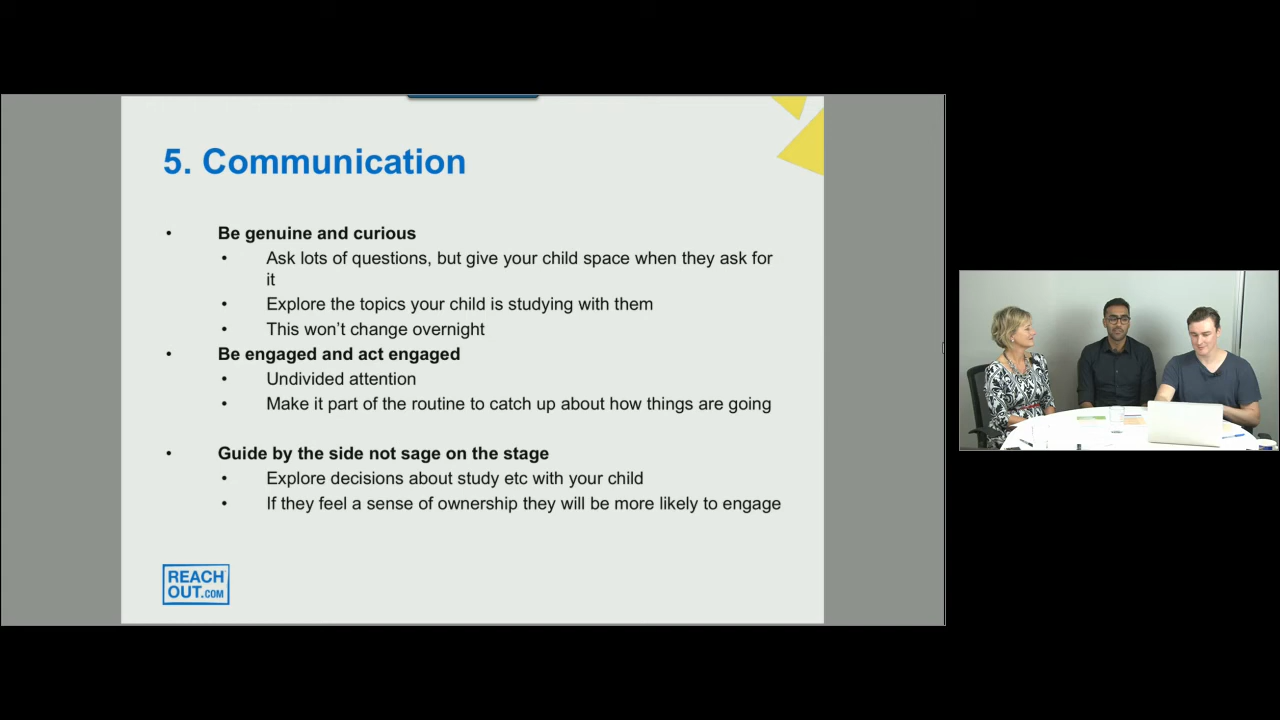 5. Communication
• Be genuine and curious
• Ask lots of questions, but give your child space when they ask for
it
• Explore the topics your child is studying with them
• This won’t change overnight
• Be engaged and act engaged
• Undivided attention
• Make it part of the routine to catch up about how things are going
• Guide by the side not sage on the stage
• Explore decisions about study etc with your child
• If they feel a sense of ownership they will be more likely to engage
REACH
OUT.COM